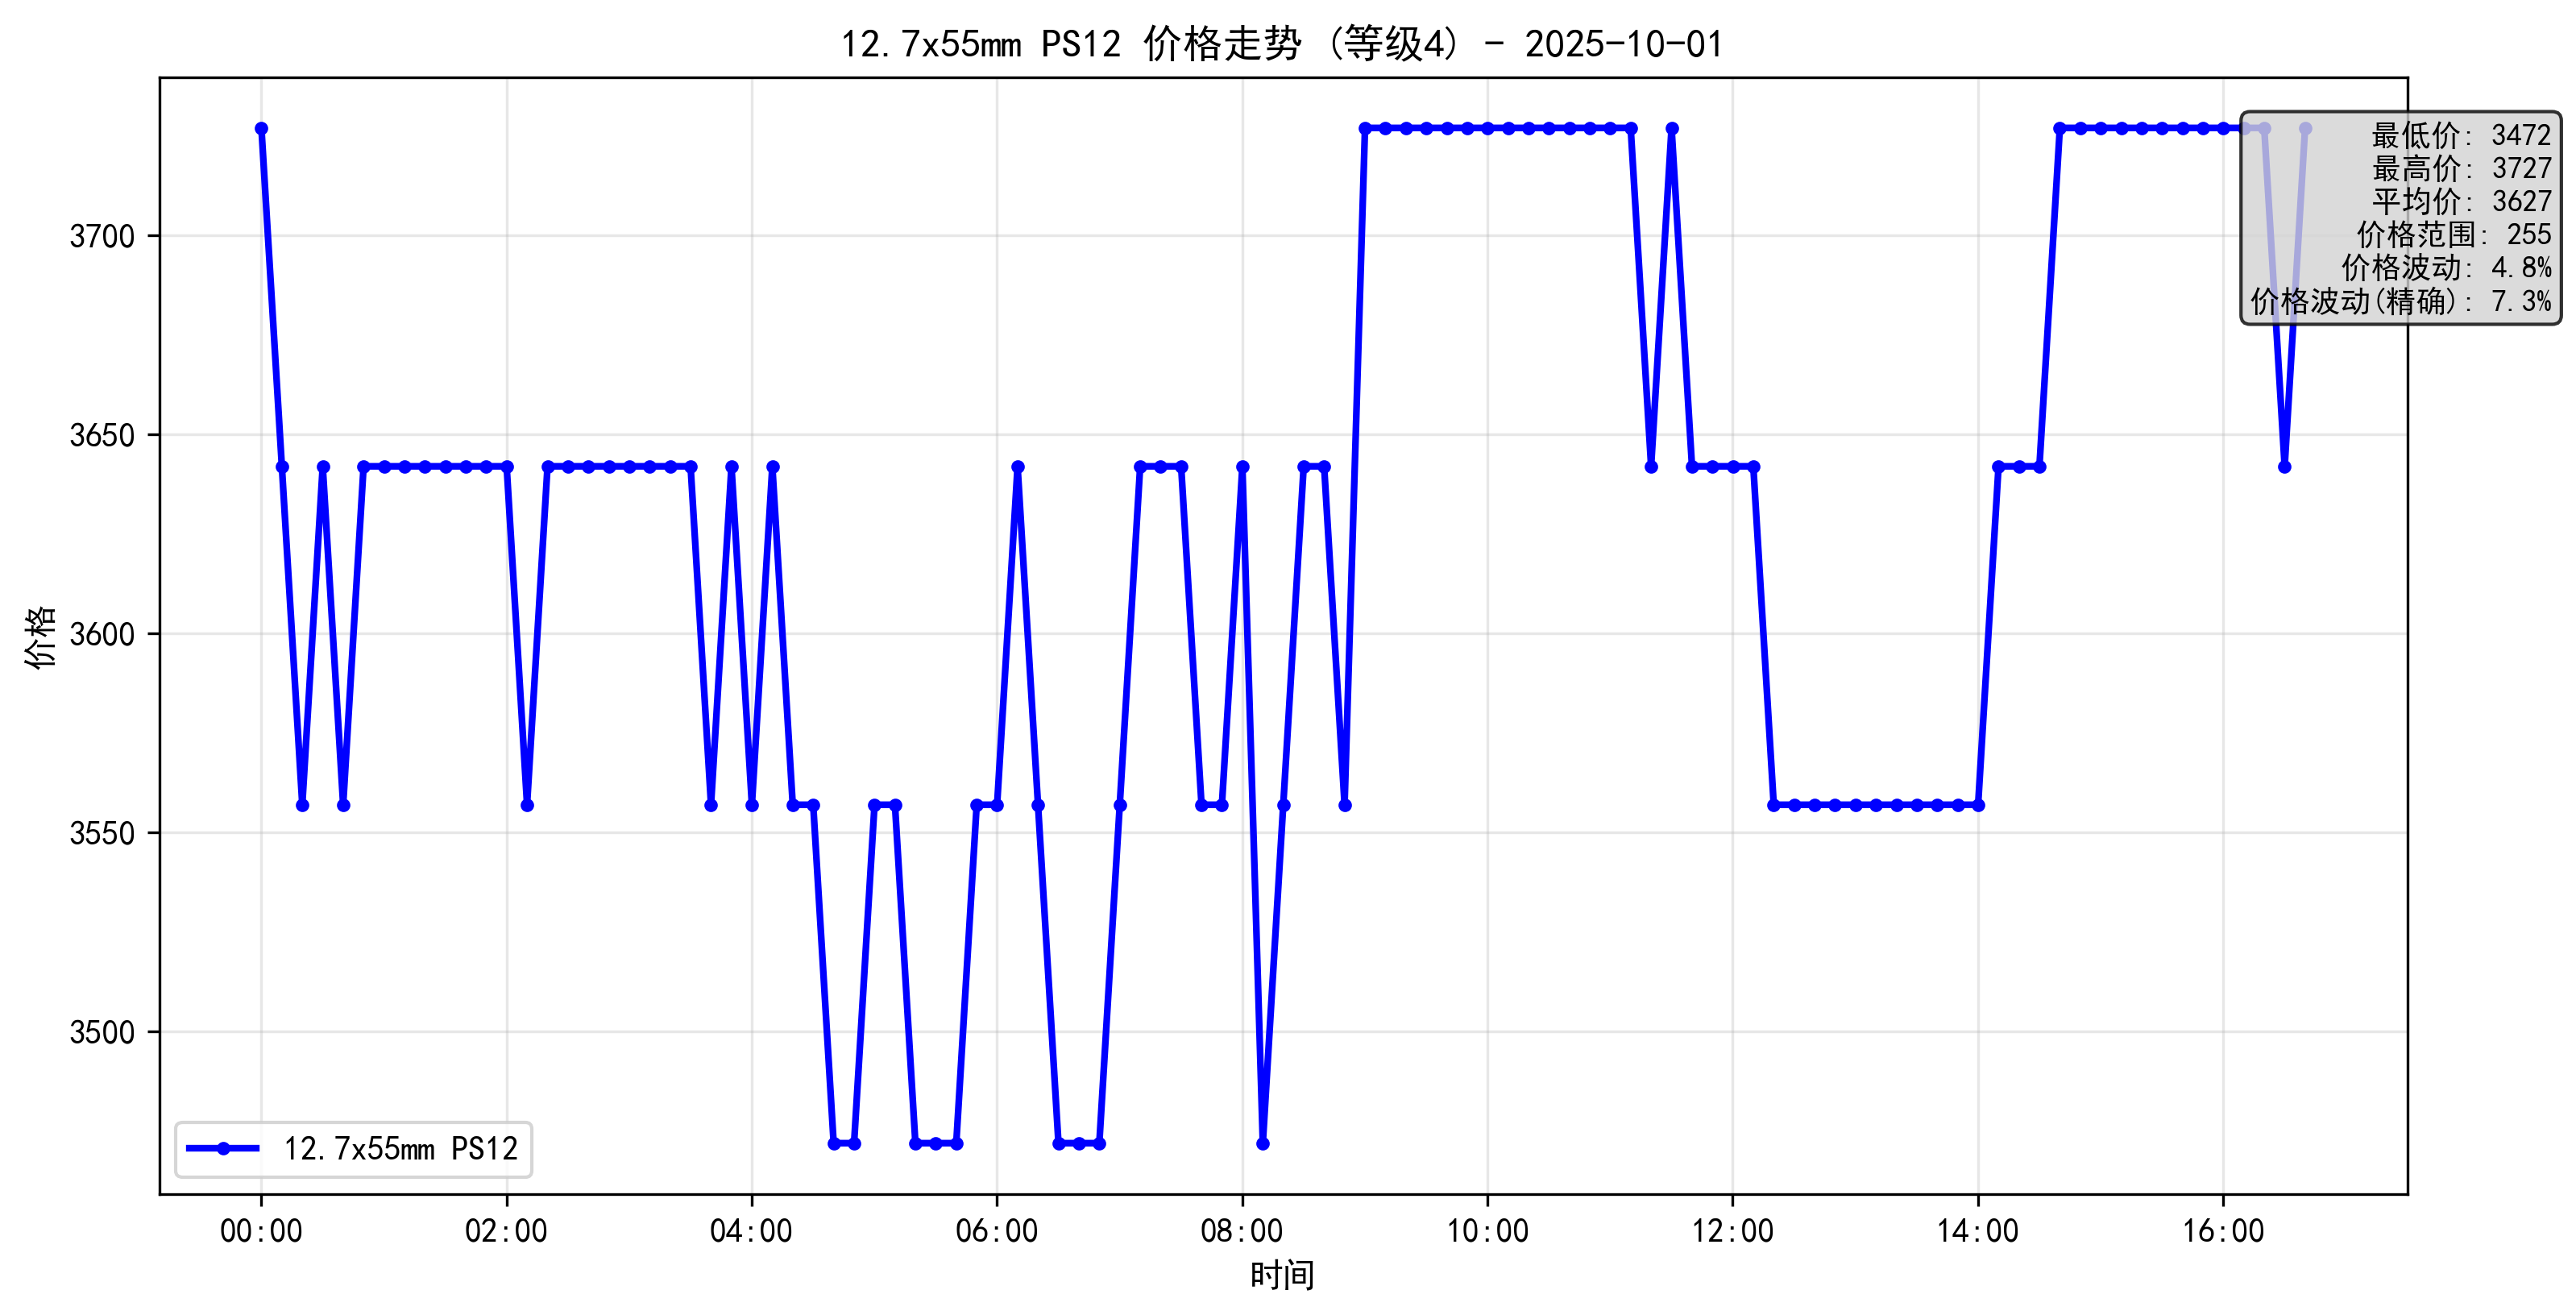 12.7x55mm PS12 价格走势 (等级4) - 2025-10-01
最低价: 3472
最高价: 3727
平均价: 3627
价格范围: 255
价格波动: 4.8%
价格波动(精确): 7.3%
价格
3700
3650
3600
3550
3500
12.7x55mm PS12
00:00 02:00 04:00 06:00 08:00 10:00 12:00 14:00 16:00
时间